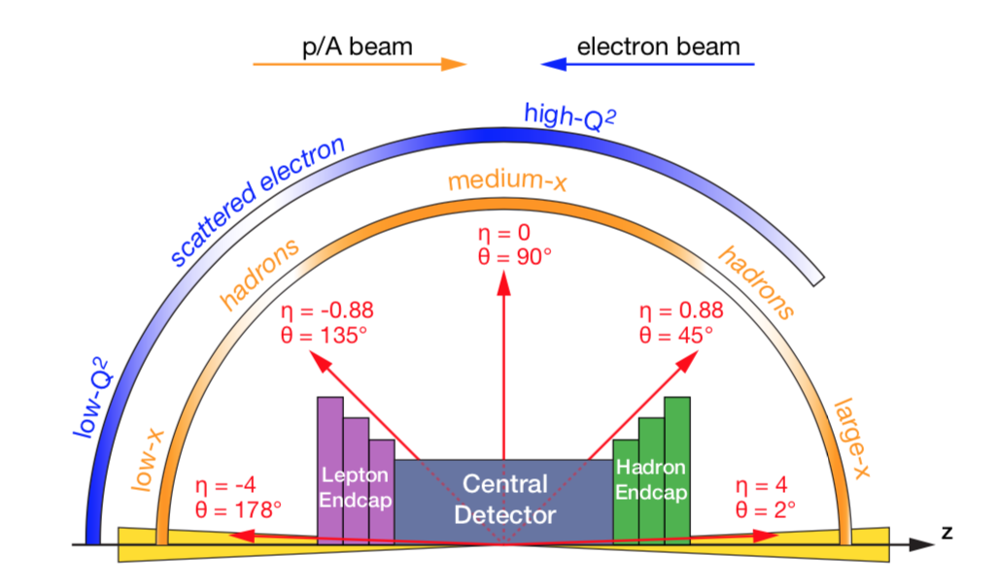 p/A beam
electron beam
high-Q²
scattered electron
medium-x
hadrons
hadrons
η = 0
θ = 90°
η = -0.88
θ = 135°
η = 0.88
θ = 45°
low-Q²
low-x
large-x
Lepton
Endcap
Central
Detector
Hadron
Endcap
η = -4
θ = 178°
η = 4
θ = 2°
z